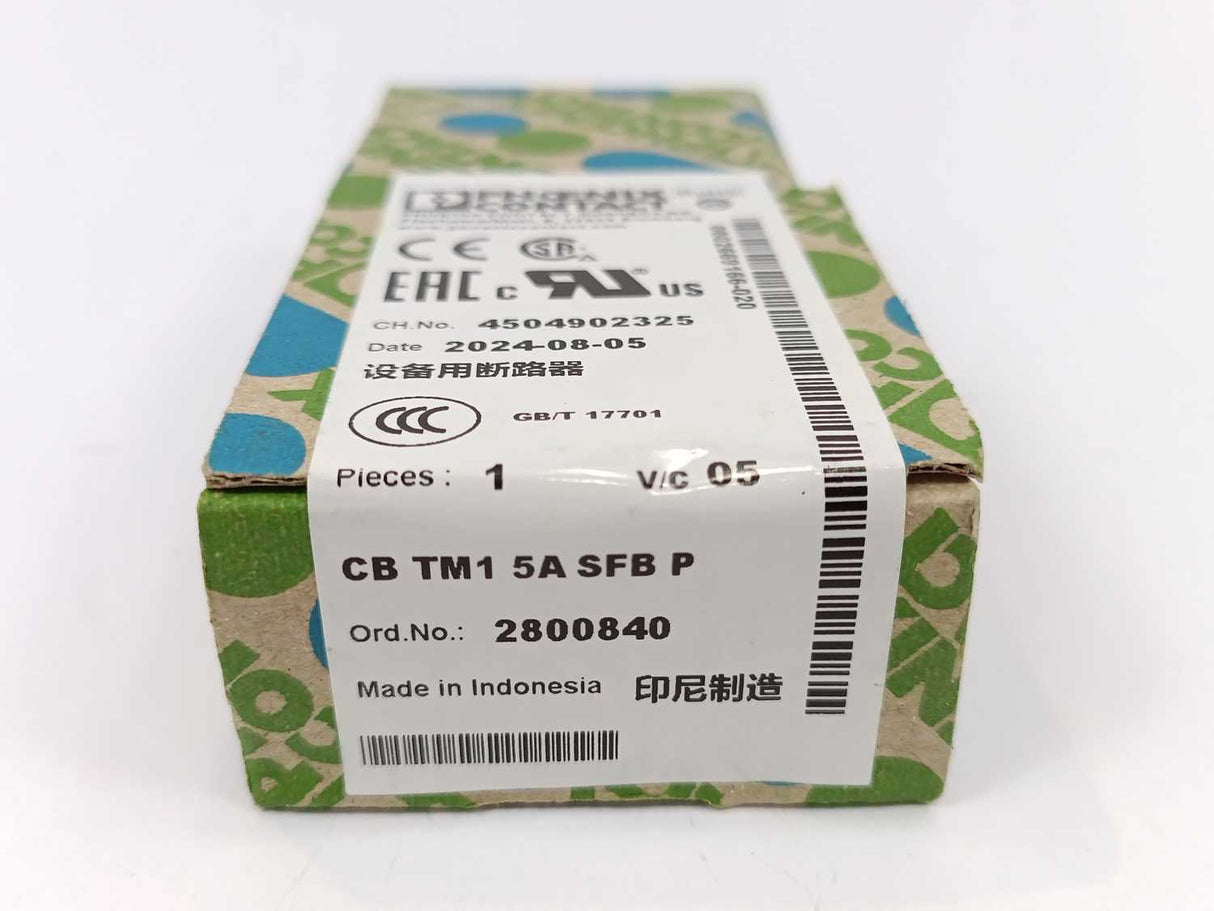 PHOENIX
CONTACT
CE
EAC
c US
CH.No. 4504902325
Date 2024-08-05
设备用断路器
CCC GB/T 17701
Pieces : 1 V/C 05
CB TM1 5A SFB P
Ord.No.: 2800840
Made in Indonesia 印尼制造